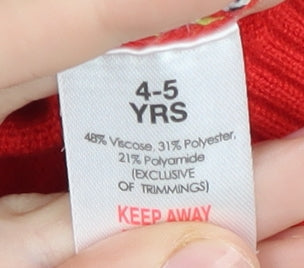 4-5
YRS
48% Viscose, 31% Polyester,
21% Polyamide
(EXCLUSIVE
OF TRIMMINGS)
KEEP AWAY